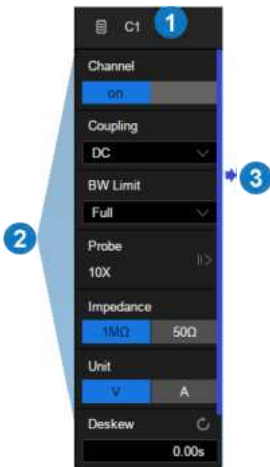 C1 1
Channel
on
Coupling
DC
BW Limit
Full
3
2
Probe
10X
Impedance
1MΩ 50Ω
Unit
V A
Deskew
0.00s